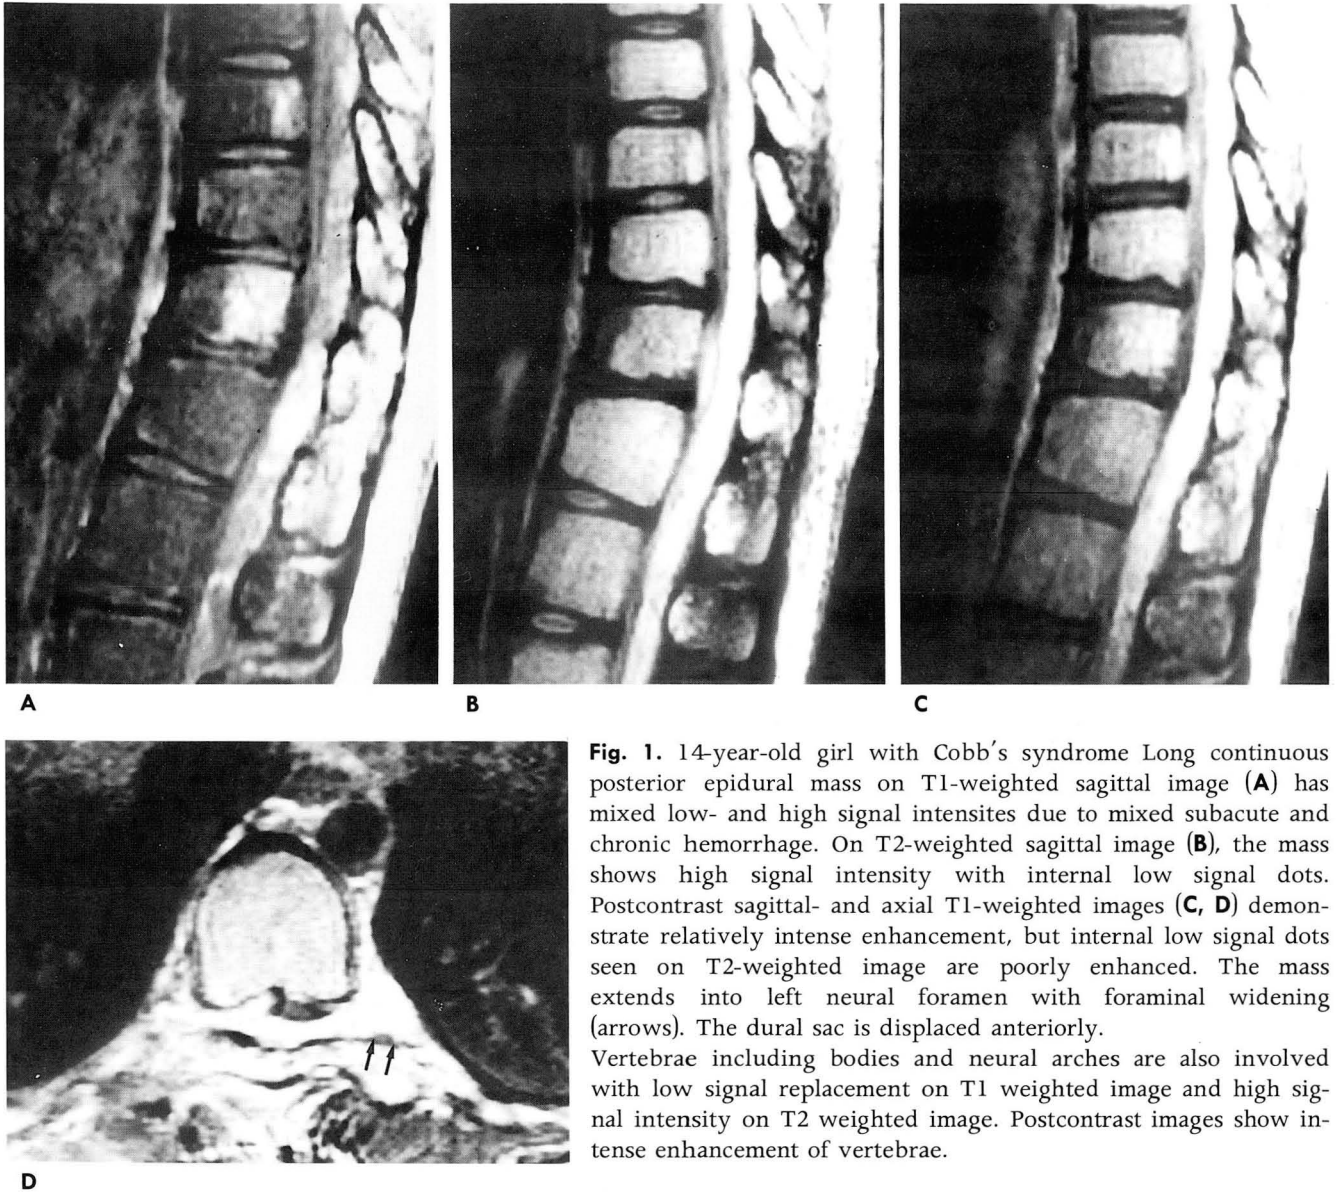 A
B
C
D
Fig. 1. 14-year-old girl with Cobb's syndrome Long continuous
posterior epidural mass on T1-weighted sagittal image (A) has
mixed low- and high signal intensites due to mixed subacute and
chronic hemorrhage. On T2-weighted sagittal image (B), the mass
shows high signal intensity with internal low signal dots.
Postcontrast sagittal- and axial T1-weighted images (C, D) demon-
strate relatively intense enhancement, but internal low signal dots
seen on T2-weighted image are poorly enhanced. The mass
extends into left neural foramen with foraminal widening
(arrows). The dural sac is displaced anteriorly.
Vertebrae including bodies and neural arches are also involved
with low signal replacement on T1 weighted image and high sig-
nal intensity on T2 weighted image. Postcontrast images show in-
tense enhancement of vertebrae.